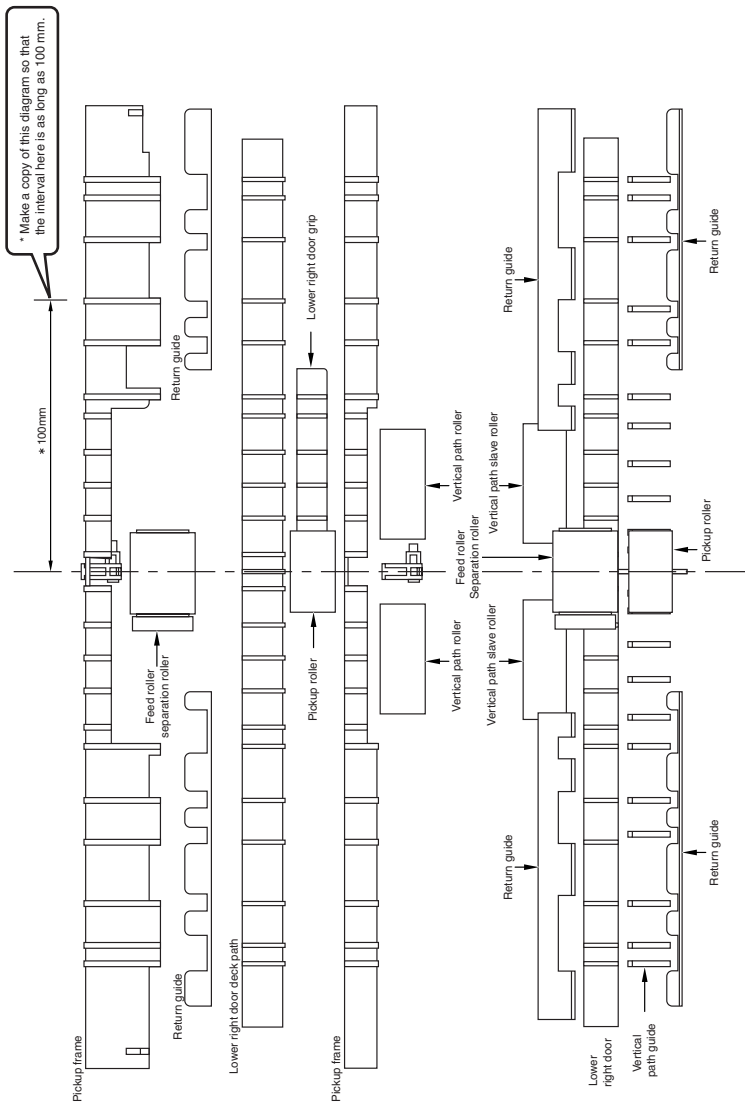 * Make a copy of this diagram so that
the interval here is as long as 100 mm.
* 100mm
Pickup frame
Return guide
Feed roller
separation roller
Return guide
Lower right door deck path
Pickup roller
Lower right door grip
Pickup frame
Vertical path roller
Vertical path roller
Vertical path slave roller
Vertical path slave roller
Feed roller
Separation roller
Return guide
Return guide
Lower
right door
Pickup roller
Vertical
path guide
Return guide
Return guide